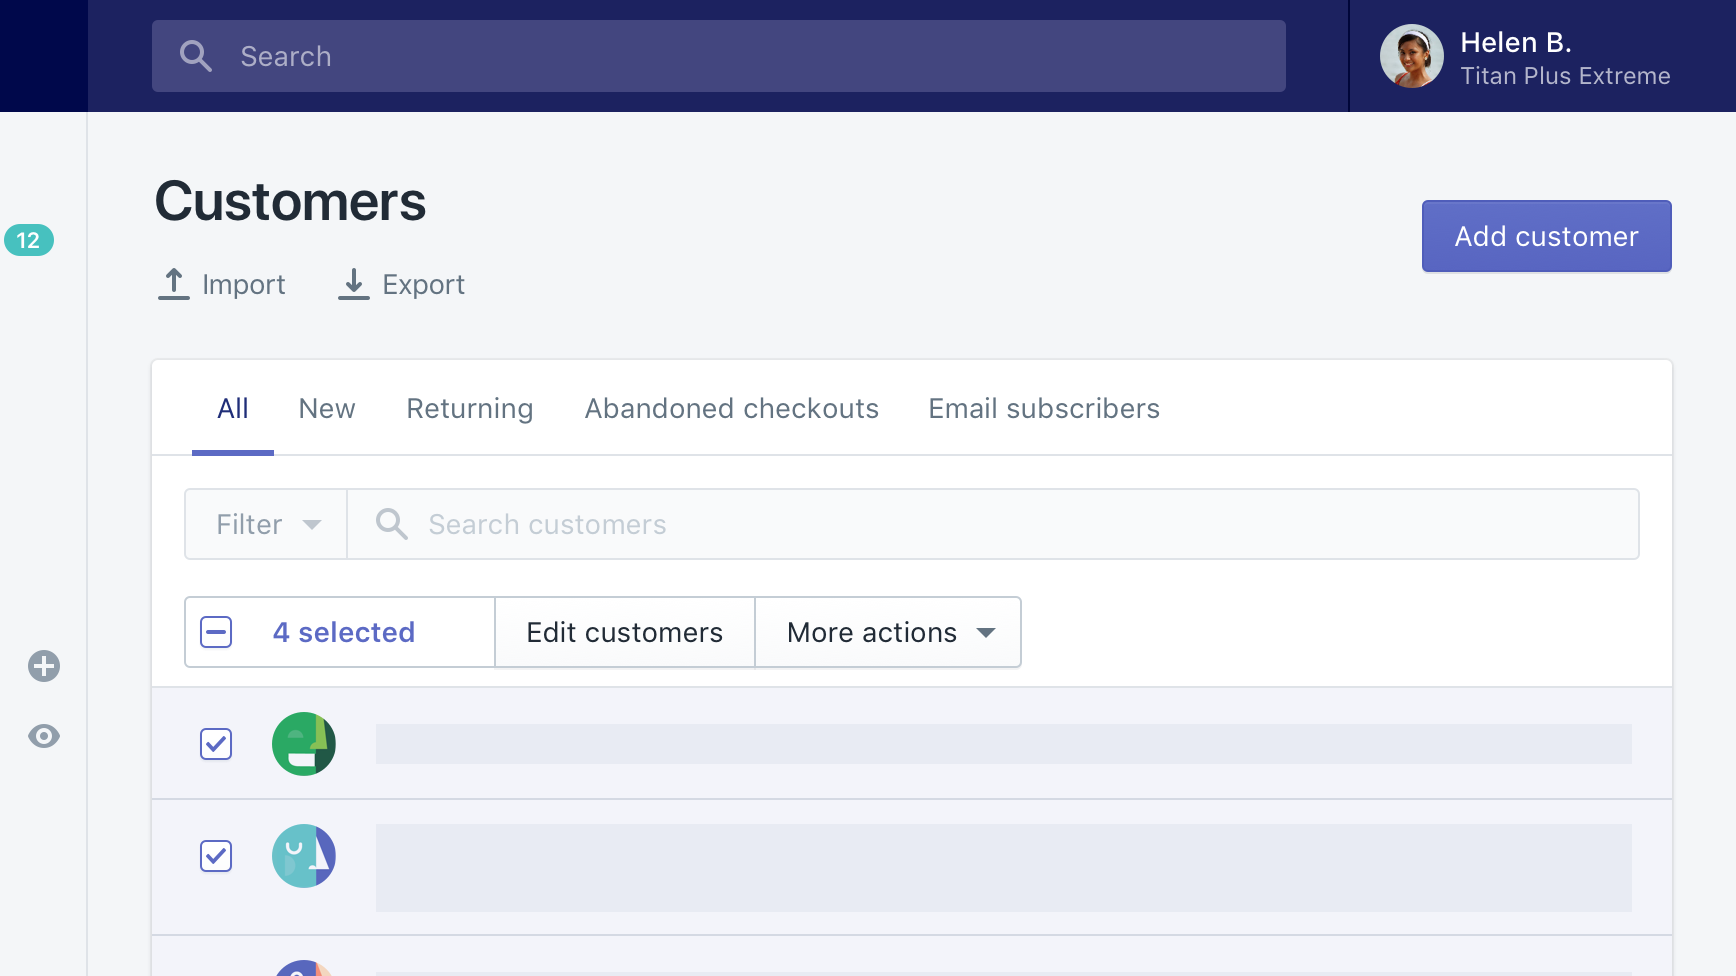 Search
Helen B.
Titan Plus Extreme
Customers
12
Add customer
Import Export
All New Returning Abandoned checkouts Email subscribers
Filter Search customers
4 selected Edit customers More actions